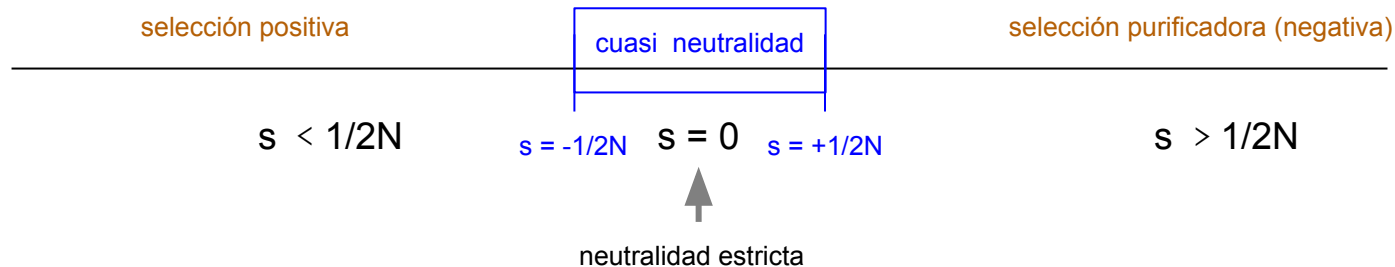 selección positiva
cuasi neutralidad
selección purificadora (negativa)
s < 1/2N
s = -1/2N
s = 0
s = +1/2N
s > 1/2N
neutralidad estricta